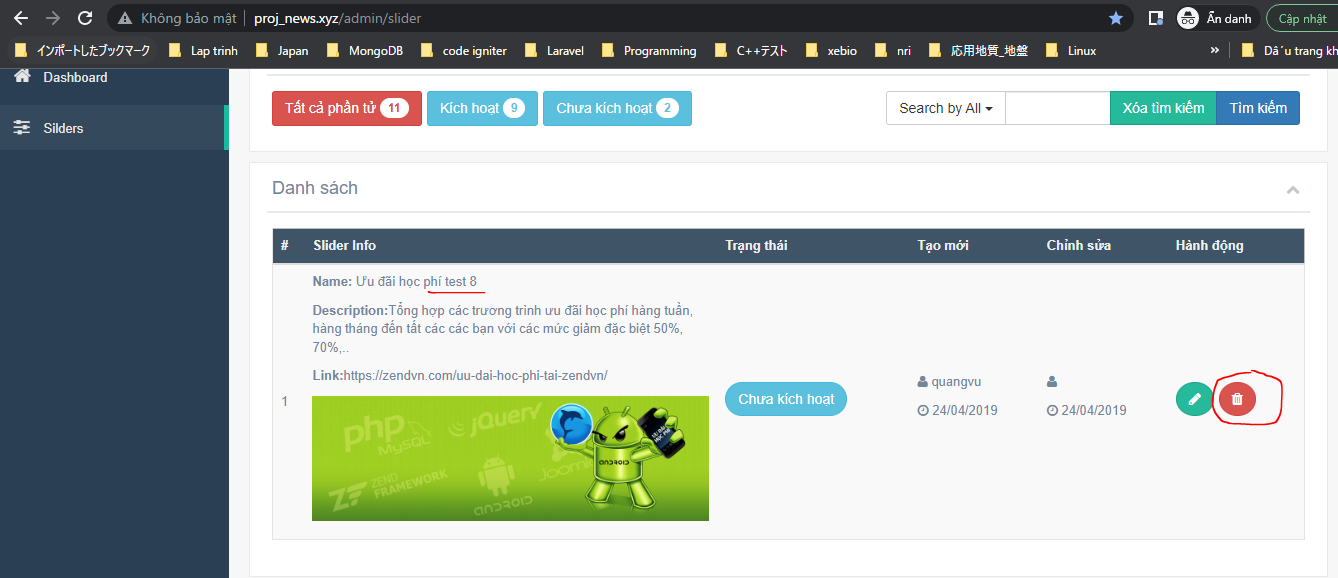 Không bảo mật proj_news.xyz/admin/slider Ẩn danh Cập nhật
インポートしたブックマーク Lap trinh Japan MongoDB code igniter Laravel Programming C++テスト xebio nri 応用地質_地盤 Linux » Dấu trang kh
Dashboard
Silders
Tất cả phần tử 11 Kích hoạt 9 Chưa kích hoạt 2 Search by All Xóa tìm kiếm Tìm kiếm
Danh sách
# Slider Info Trạng thái Tạo mới Chỉnh sửa Hành động
Name: Ưu đãi học phí test 8
Description:Tổng hợp các trương trình ưu đãi học phí hàng tuần,
hàng tháng đến tất các các bạn với các mức giảm đặc biệt 50%,
70%,..
Link:https://zendvn.com/uu-dai-hoc-phi-tai-zendvn/
1 Chưa kích hoạt quangvu
24/04/2019 24/04/2019
php MySQL jQuery
ZEND FRAMEWORK
ANDROID
Joom
ANDROID